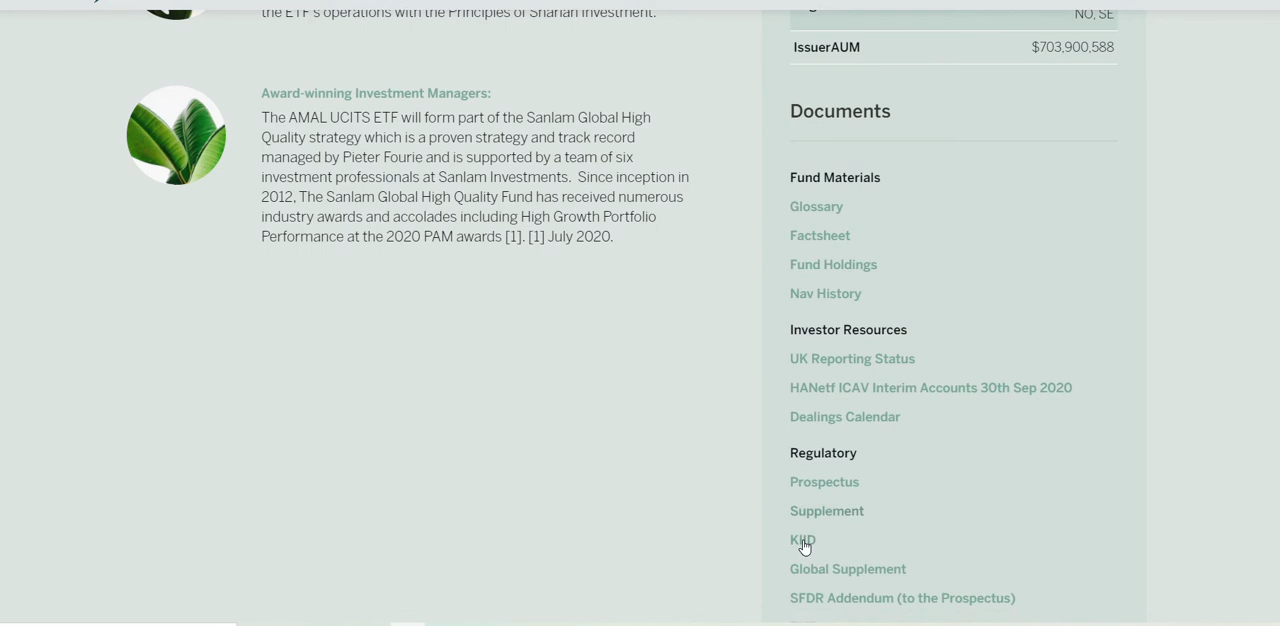 the ETF's operations with the Principles of Shariah Investment.
Award-winning Investment Managers:
The AMAL UCITS ETF will form part of the Sanlam Global High
Quality strategy which is a proven strategy and track record
managed by Pieter Fourie and is supported by a team of six
investment professionals at Sanlam Investments.  Since inception in
2012, The Sanlam Global High Quality Fund has received numerous
industry awards and accolades including High Growth Portfolio
Performance at the 2020 PAM awards [1]. [1] July 2020.
NO, SE
IssuerAUM $703,900,588
Documents
Fund Materials
Glossary
Factsheet
Fund Holdings
Nav History
Investor Resources
UK Reporting Status
HANetf ICAV Interim Accounts 30th Sep 2020
Dealings Calendar
Regulatory
Prospectus
Supplement
KIID
Global Supplement
SFDR Addendum (to the Prospectus)